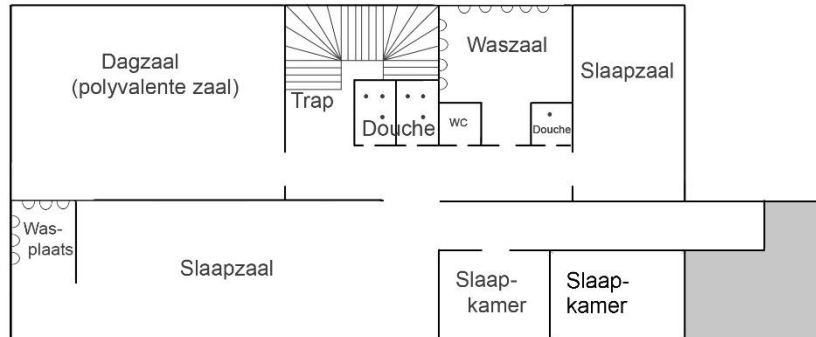 Dagzaal
(polyvalente zaal)
Trap
Douche
Waszaal
WC
Douche
Slaapzaal
Was-
plaats
Slaapzaal
Slaap-
kamer
Slaap-
kamer